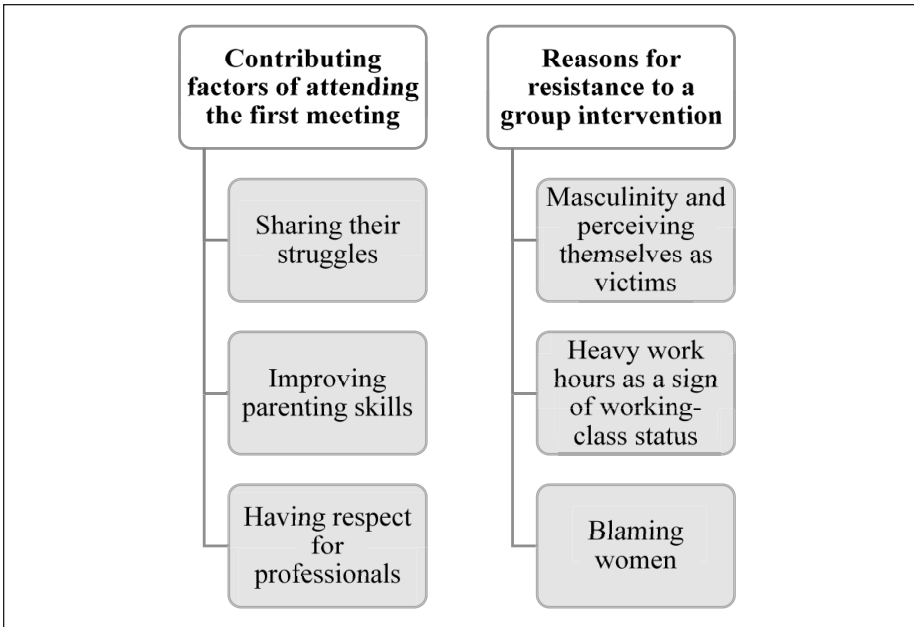 Contributing
factors of attending
the first meeting
Sharing their
struggles
Improving
parenting skills
Having respect
for
professionals
Reasons for
resistance to a
group intervention
Masculinity and
perceiving
themselves as
victims
Heavy work
hours as a sign
of working-
class status
Blaming
women